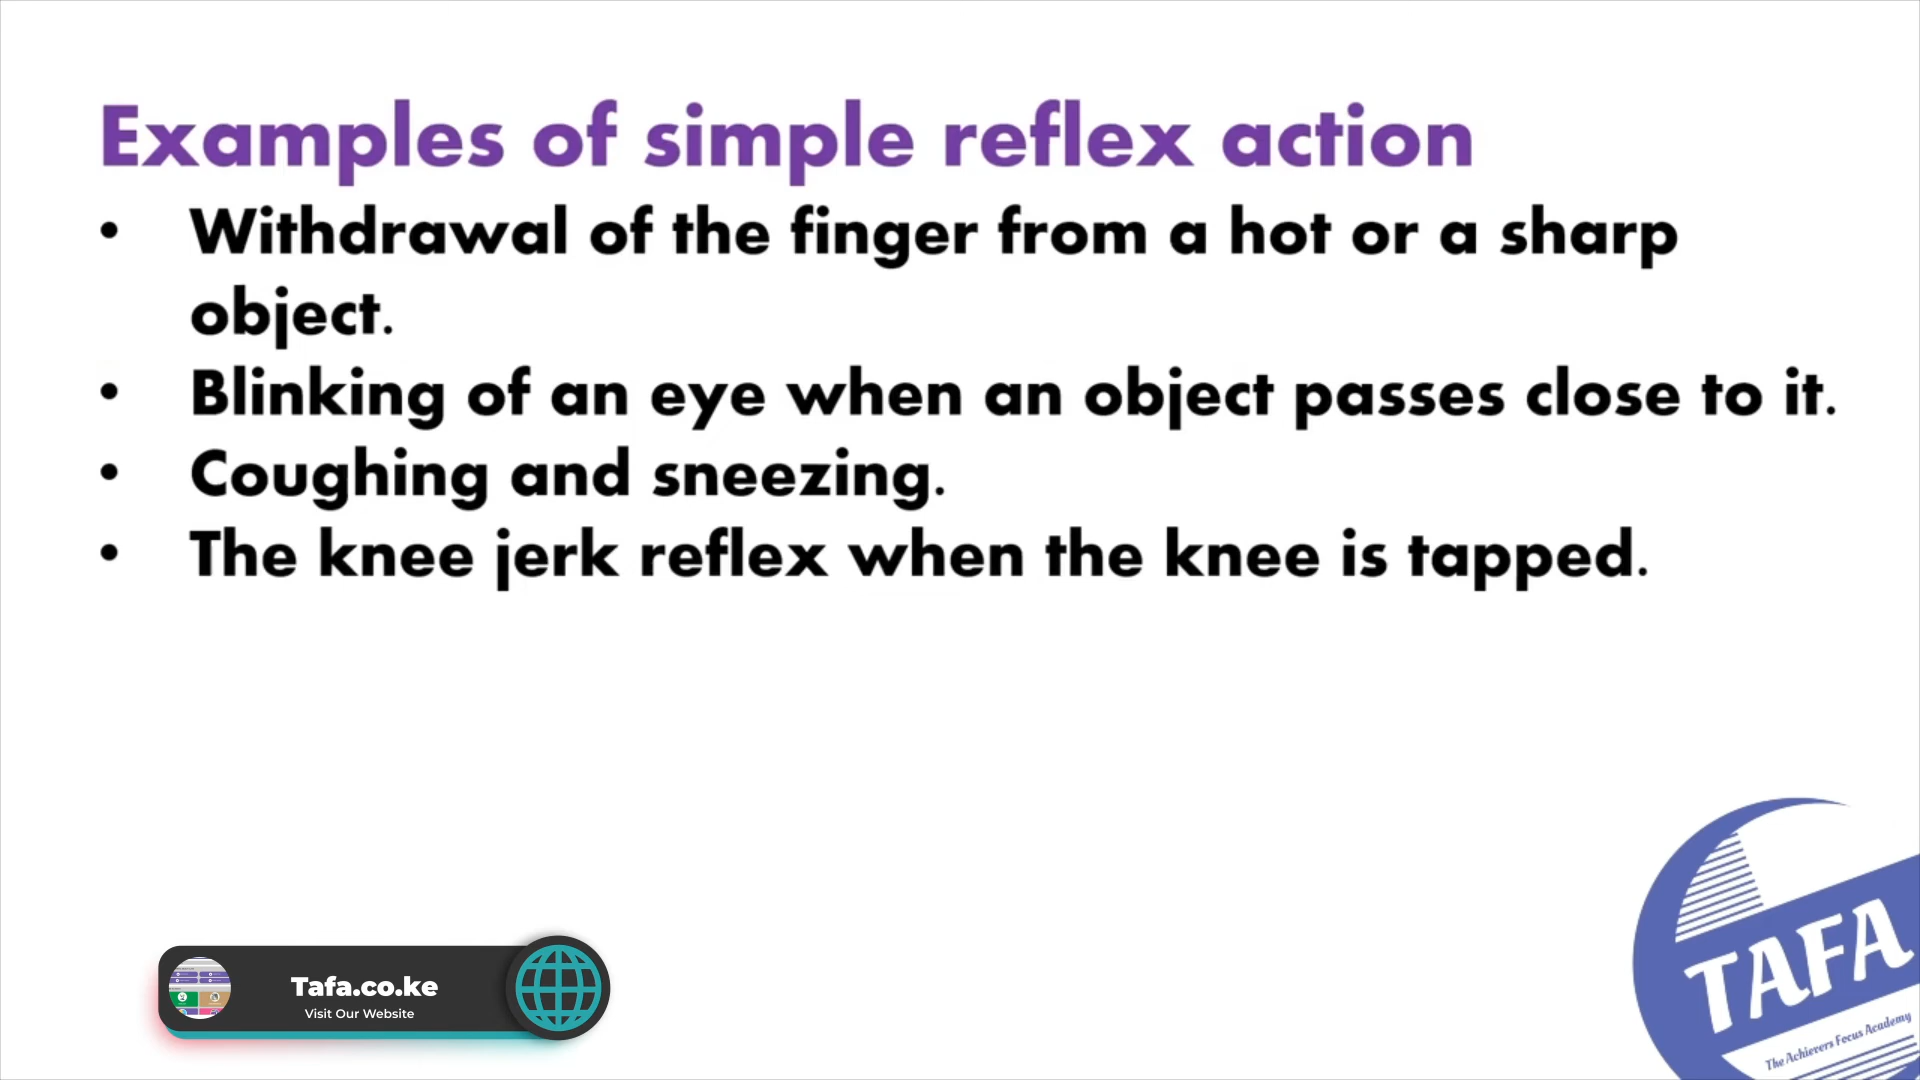 Examples of simple reflex action
• Withdrawal of the finger from a hot or a sharp
object.
• Blinking of an eye when an object passes close to it.
• Coughing and sneezing.
• The knee jerk reflex when the knee is tapped.
Tafa.co.ke
Visit Our Website
TAFA
The Achievers Focus Academy